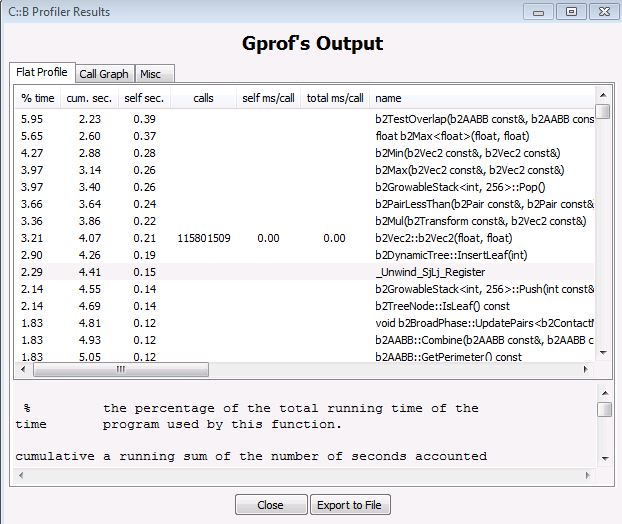 C::B Profiler Results
Gprof's Output
Flat Profile Call Graph Misc
% time cum. sec. self sec. calls self ms/call total ms/call name
5.95 2.23 0.39 b2TestOverlap(b2AABB const&, b2AABB cons
5.65 2.60 0.37 float b2Max<float>(float, float)
4.27 2.88 0.28 b2Min(b2Vec2 const&, b2Vec2 const&)
3.97 3.14 0.26 b2Max(b2Vec2 const&, b2Vec2 const&)
3.97 3.40 0.26 b2GrowableStack<int, 256>::Pop()
3.66 3.64 0.24 b2PairLessThan(b2Pair const&, b2Pair const&
3.36 3.86 0.22 b2Mul(b2Transform const&, b2Vec2 const&)
3.21 4.07 0.21 115801509 0.00 0.00 b2Vec2::b2Vec2(float, float)
2.90 4.26 0.19 b2DynamicTree::InsertLeaf(int)
2.29 4.41 0.15 _Unwind_SjLj_Register
2.14 4.55 0.14 b2GrowableStack<int, 256>::Push(int const&
2.14 4.69 0.14 b2TreeNode::IsLeaf() const
1.83 4.81 0.12 void b2BroadPhase::UpdatePairs<b2ContactM
1.83 4.93 0.12 b2AABB::Combine(b2AABB const&, b2AABB c
1.83 5.05 0.12 b2AABB::GetPerimeter() const
% the percentage of the total running time of the
time program used by this function.
cumulative a running sum of the number of seconds accounted
Close Export to File